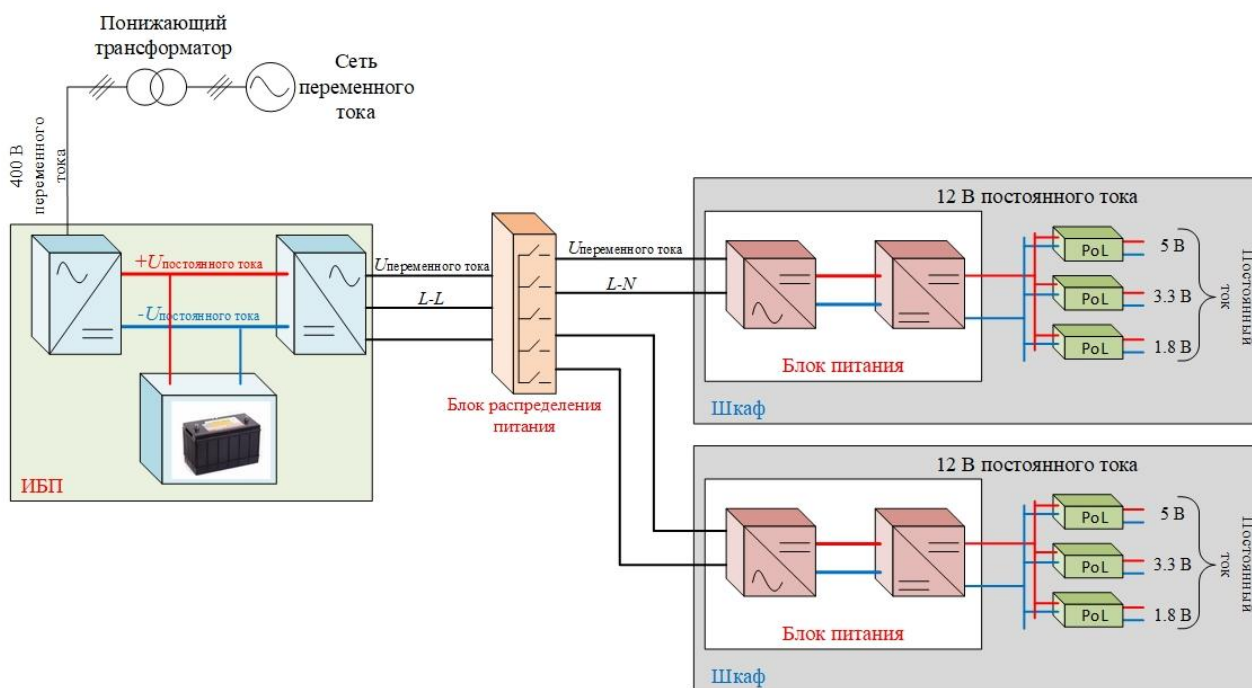 Понижающий
трансформатор
Сеть
переменного
тока
400 В
переменного
тока
+Uпостоянного тока
-Uпостоянного тока
ИБП
Uпеременного тока
L-L
Блок распределения
питания
Uпеременного тока
L-N
12 В постоянного тока
Блок питания
Шкаф
PoL
5 В
PoL
3.3 В
PoL
1.8 В
Постоянный
ток
12 В постоянного тока
Блок питания
Шкаф
PoL
5 В
PoL
3.3 В
PoL
1.8 В
Постоянный
ток